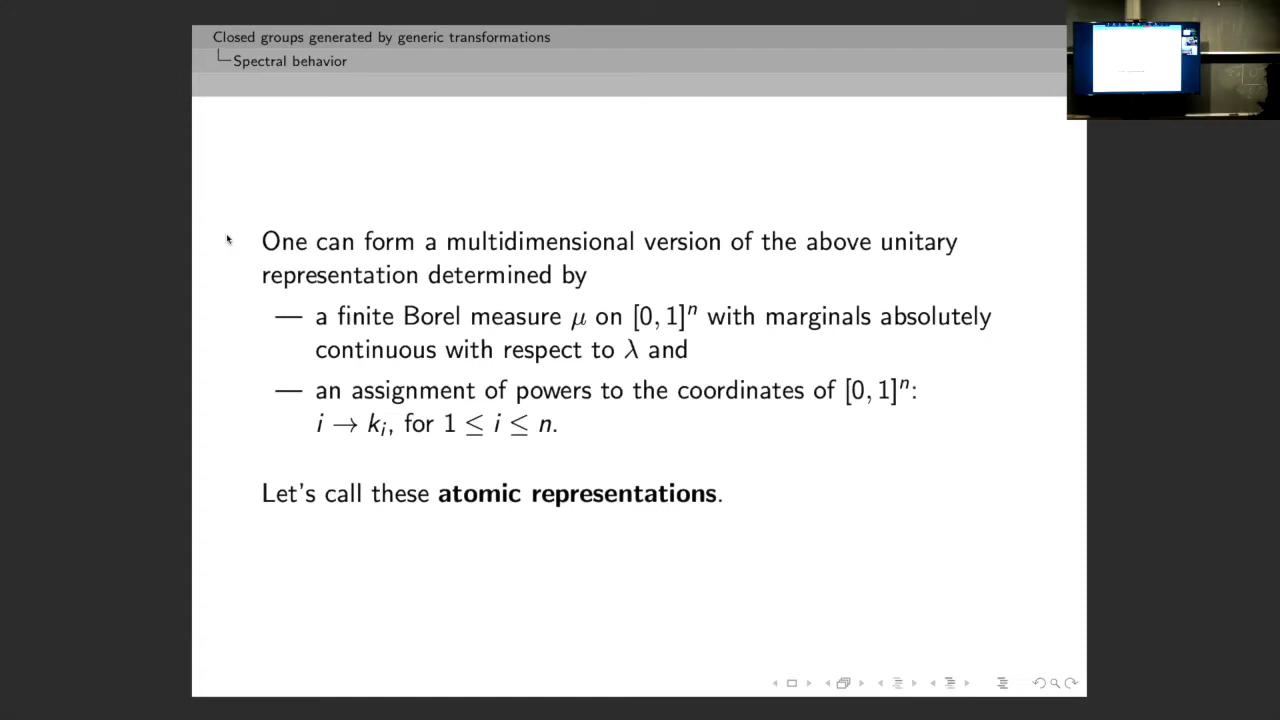 Closed groups generated by generic transformations
Spectral behavior
One can form a multidimensional version of the above unitary
representation determined by
— a finite Borel measure μ on [0, 1]ⁿ with marginals absolutely
continuous with respect to λ and
— an assignment of powers to the coordinates of [0, 1]ⁿ:
i → kᵢ, for 1 ≤ i ≤ n.
Let's call these atomic representations.